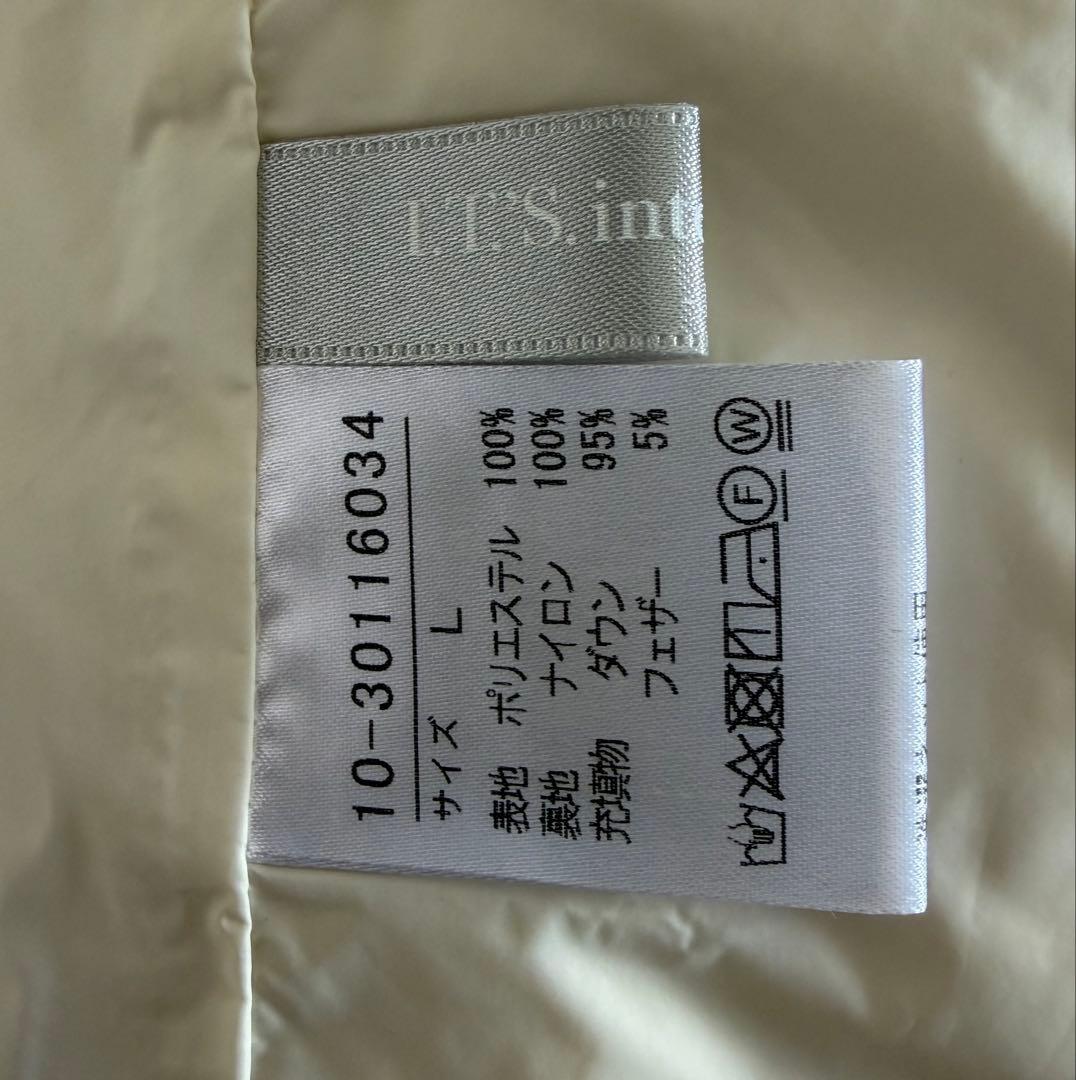 I.T.'S. int
10-30116034
サイズ L
表地 ポリエステル 100%
裏地 ナイロン 100%
充填物 ダウン 95%
フェザー 5%
F W